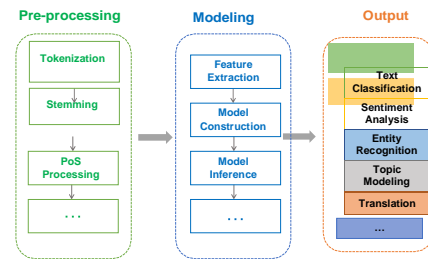 Pre-processing
Tokenization
Stemming
PoS
Processing
. . .
Modeling
Feature
Extraction
Model
Construction
Model
Inference
. . .
Output
Text
Classification
Sentiment
Analysis
Entity
Recognition
Topic
Modeling
Translation
...